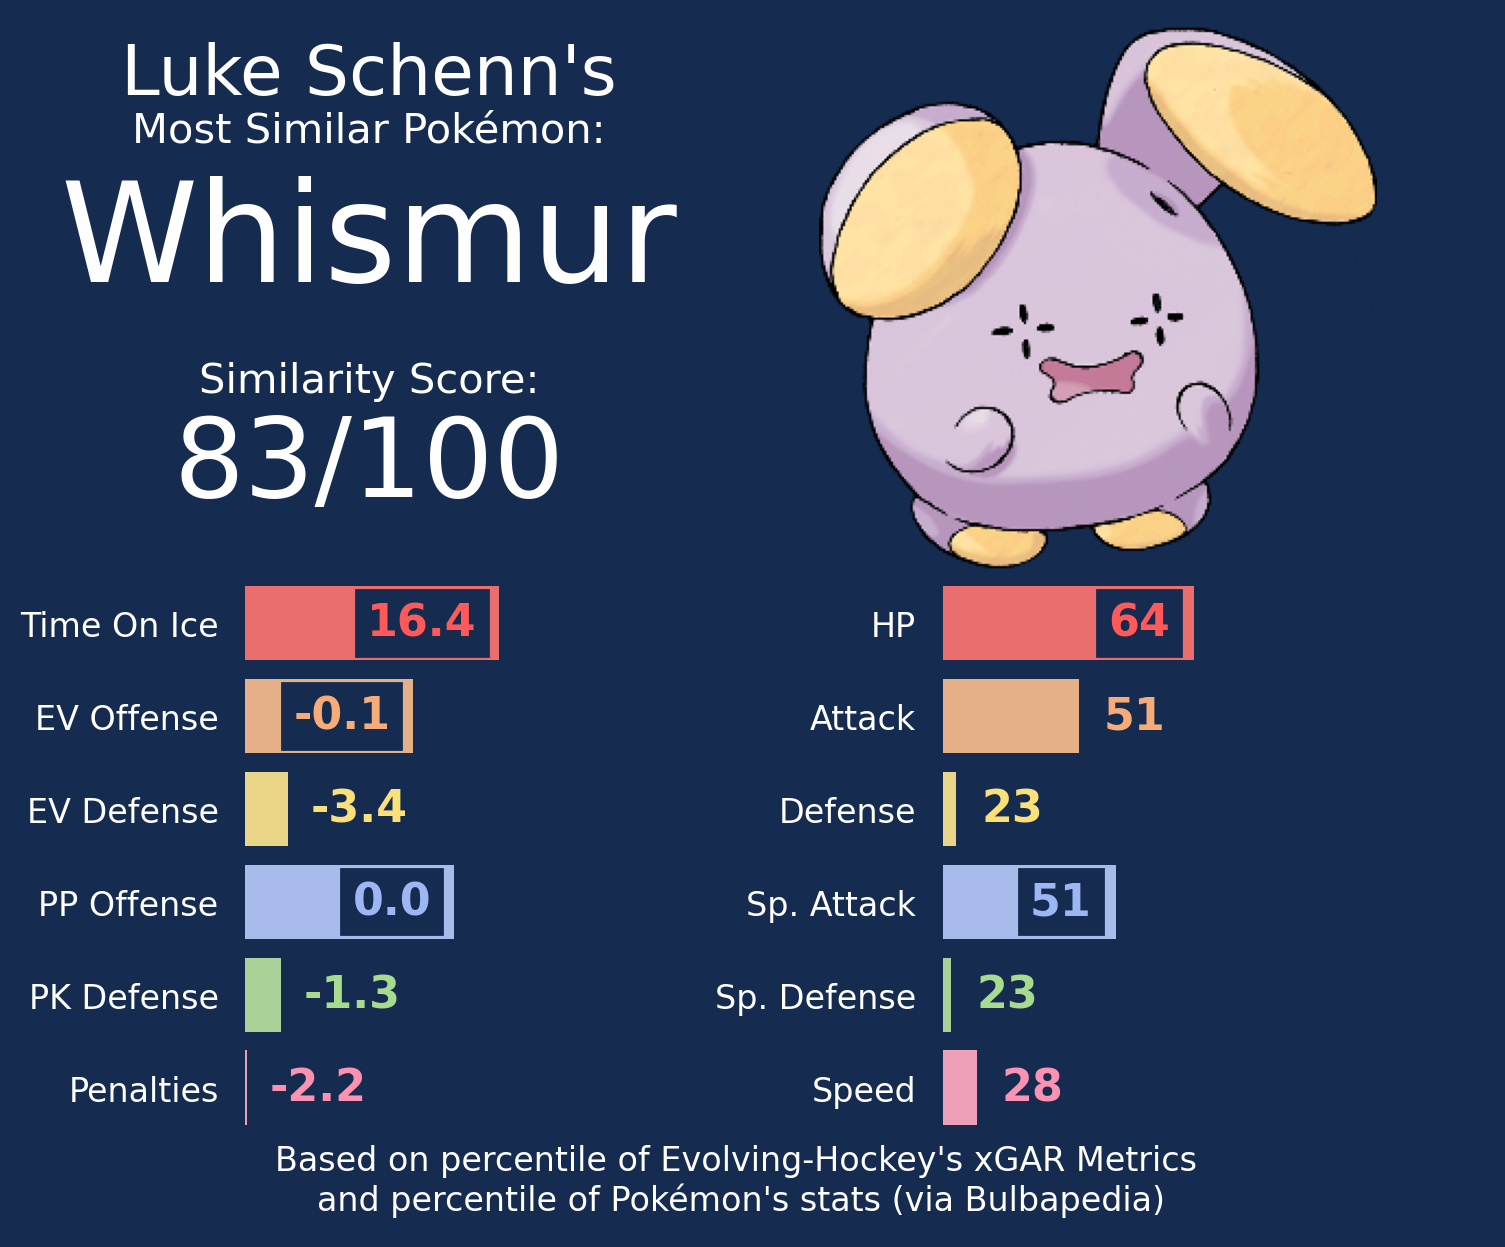 Luke Schenn's
Most Similar Pokémon:
Whismur
Similarity Score:
83/100
Time On Ice 16.4
EV Offense -0.1
EV Defense -3.4
PP Offense 0.0
PK Defense -1.3
Penalties -2.2
HP 64
Attack 51
Defense 23
Sp. Attack 51
Sp. Defense 23
Speed 28
Based on percentile of Evolving-Hockey's xGAR Metrics
and percentile of Pokémon's stats (via Bulbapedia)